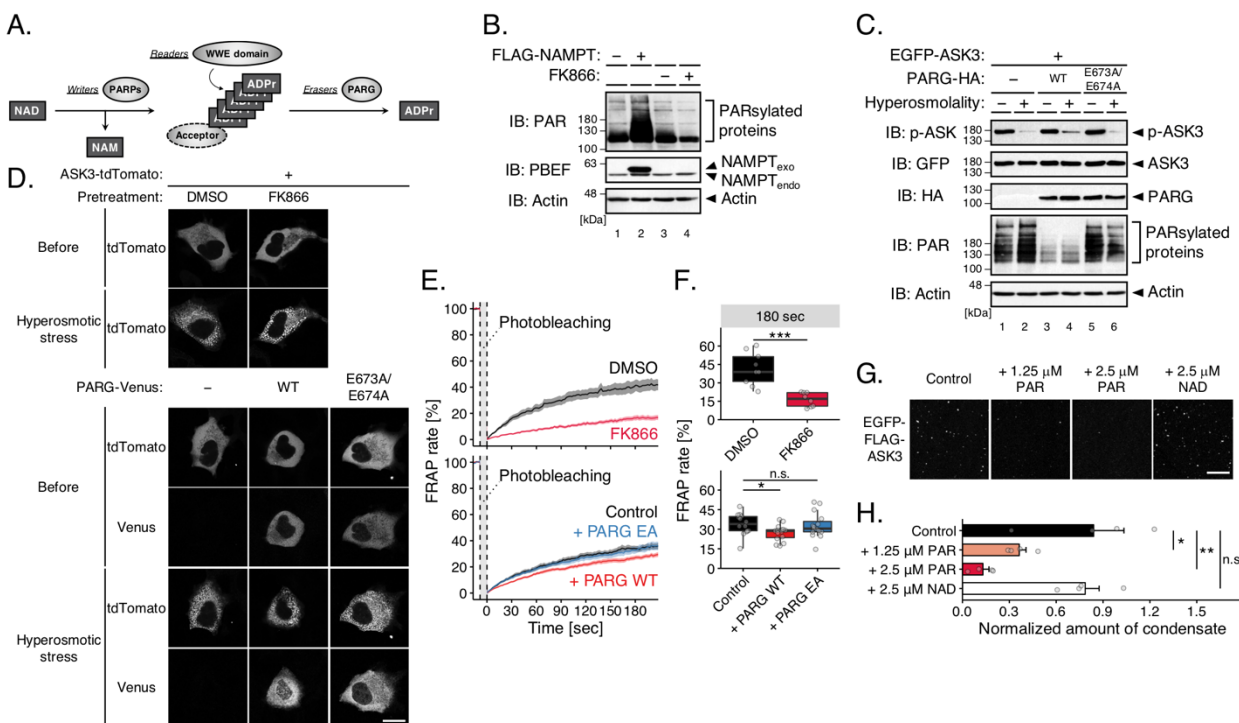 A.
Readers
WWE domain
Writers
PARPs
ADPr
Erasers
PARG
NAD
ADPr
NAM
Acceptor
B.
FLAG-NAMPT: – +
FK866: – +
IB: PAR
180
130
100
PARsylated
proteins
IB: PBEF
63
NAMPTexo
NAMPTendo
IB: Actin
48
Actin
[kDa]
1 2 3 4
C.
EGFP-ASK3: +
PARG-HA: – WT E673A/
E674A
Hyperosmolality: – + – + – +
IB: p-ASK
180
130
p-ASK3
IB: GFP
180
130
ASK3
IB: HA
130
100
PARG
IB: PAR
180
130
100
PARsylated
proteins
IB: Actin
48
Actin
[kDa]
1 2 3 4 5 6
D.
ASK3-tdTomato: +
Pretreatment: DMSO FK866
Before
tdTomato
Hyperosmotic
stress
tdTomato
PARG-Venus: – WT E673A/
E674A
Before
tdTomato
Venus
Hyperosmotic
stress
tdTomato
Venus
E.
FRAP rate [%]
100
80
60
40
20
0
Photobleaching
DMSO
FK866
100
80
60
40
20
0
Photobleaching
Control
+ PARG EA
+ PARG WT
0 30 60 90 120 150 180
Time [sec]
F.
180 sec
FRAP rate [%]
60
45
30
15
***
DMSO
FK866
60
45
30
15
n.s.
*
Control
+ PARG WT
+ PARG EA
G.
Control
+ 1.25 μM
PAR
+ 2.5 μM
PAR
+ 2.5 μM
NAD
EGFP-
FLAG-
ASK3
H.
Control
+ 1.25 μM PAR
+ 2.5 μM PAR
+ 2.5 μM NAD
*
**
n.s
0.0 0.3 0.6 0.9 1.2 1.5
Normalized amount of condensate